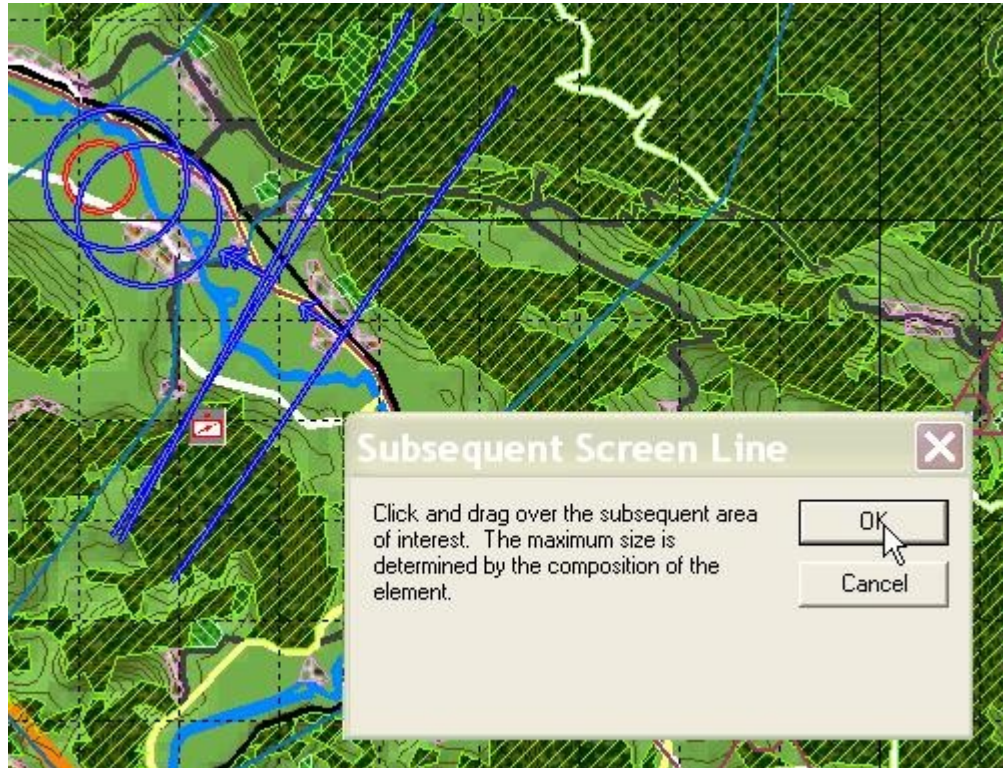 Subsequent Screen Line
Click and drag over the subsequent area
of interest. The maximum size is
determined by the composition of the
element.
OK
Cancel